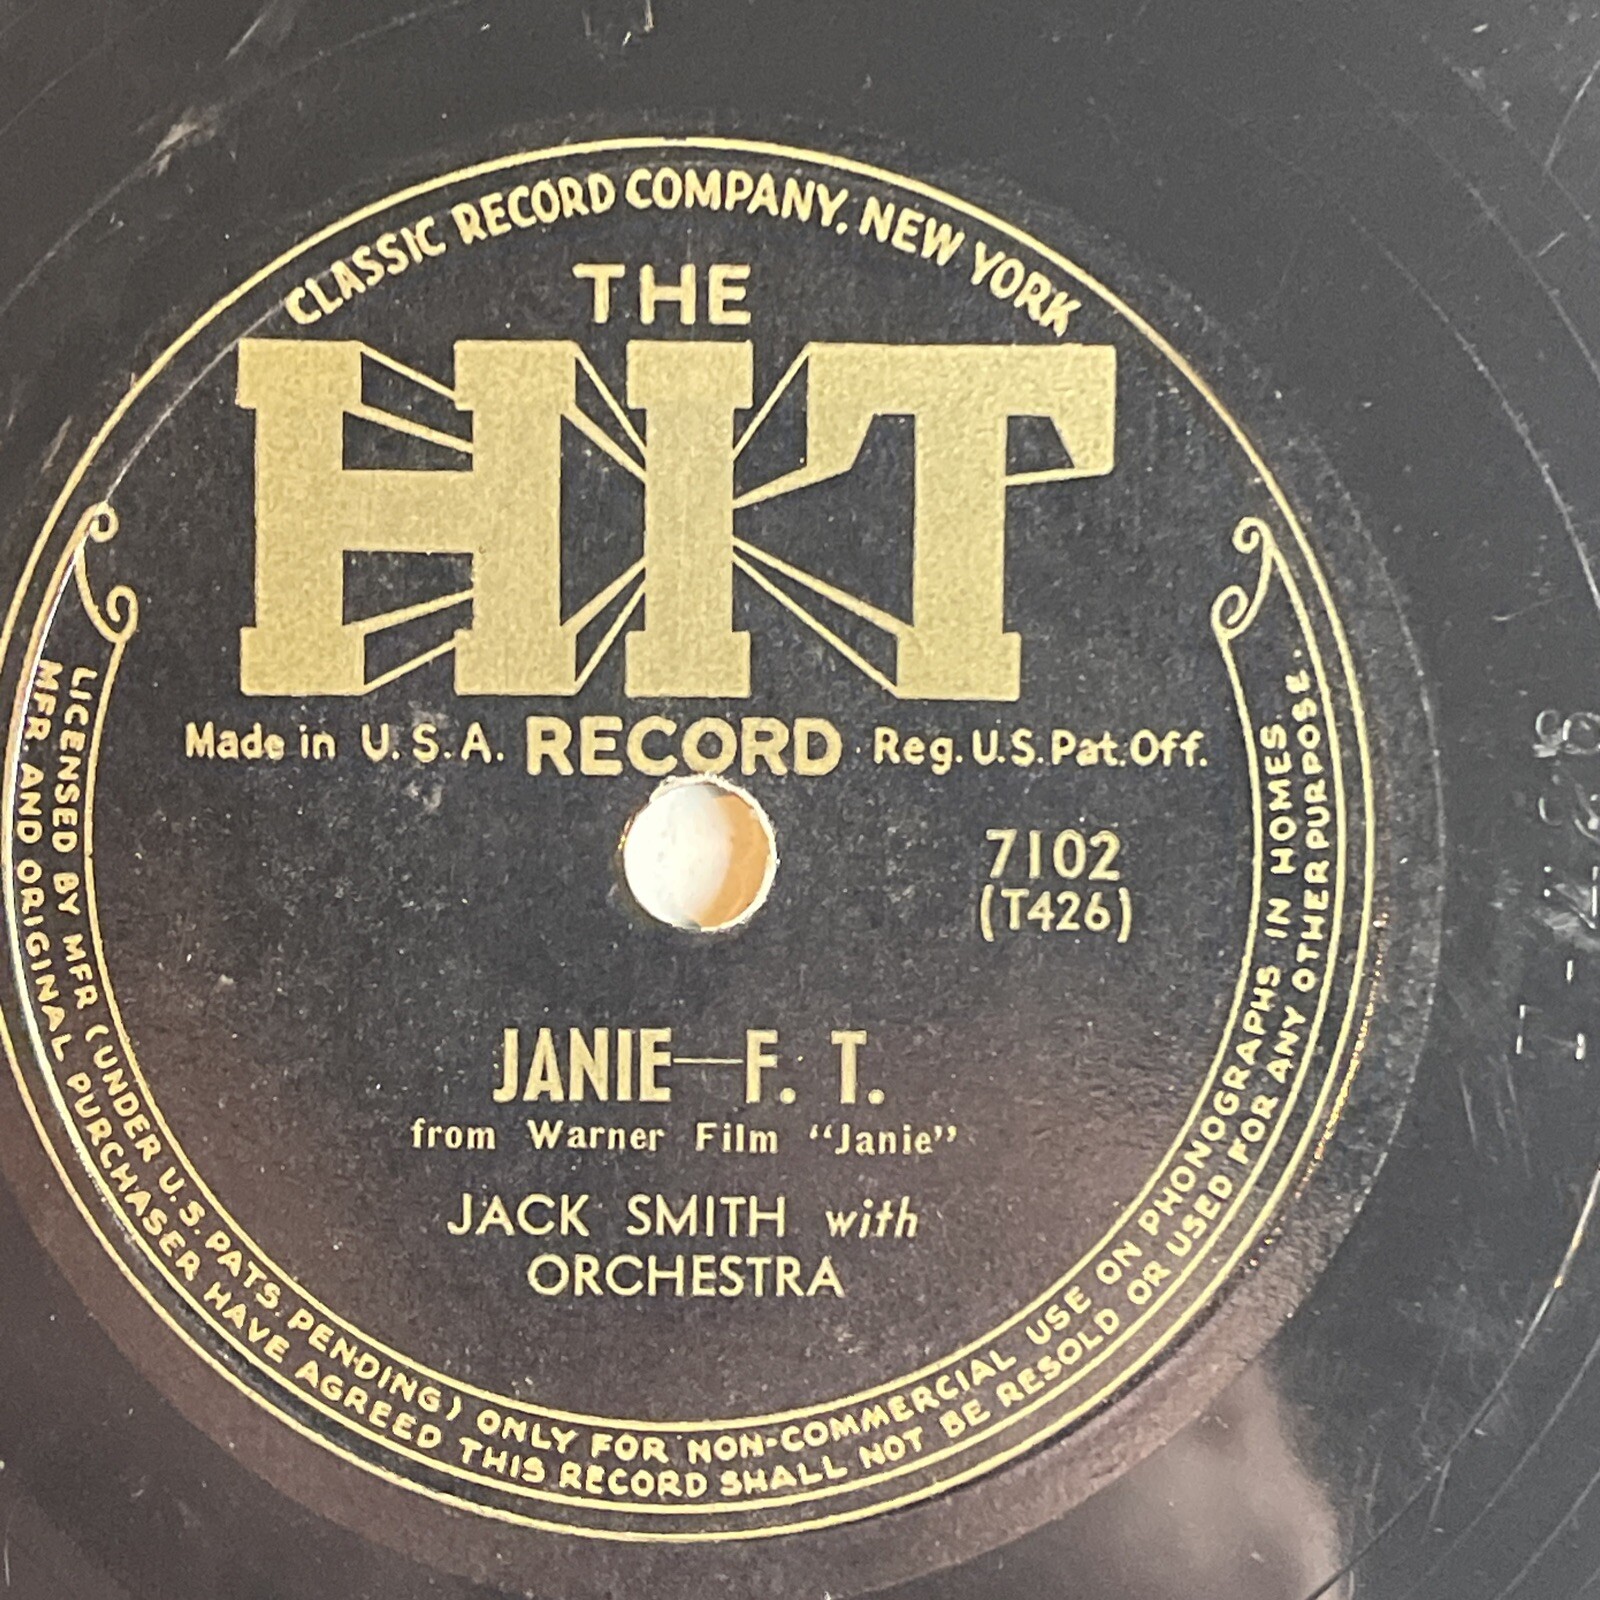 CLASSIC RECORD COMPANY, NEW YORK
THE
HIT
Made in U.S.A. RECORD Reg. U.S. Pat. Off.
7102
(T426)
JANIE—F. T.
from Warner Film “Janie”
JACK SMITH with
ORCHESTRA
LICENSED BY MFR (UNDER U.S. PATS. PENDING) ONLY FOR NON-COMMERCIAL USE ON PHONOGRAPHS IN HOMES.
MFR. AND ORIGINAL PURCHASER HAVE AGREED THIS RECORD SHALL NOT BE RESOLD OR USED FOR ANY OTHER PURPOSE.